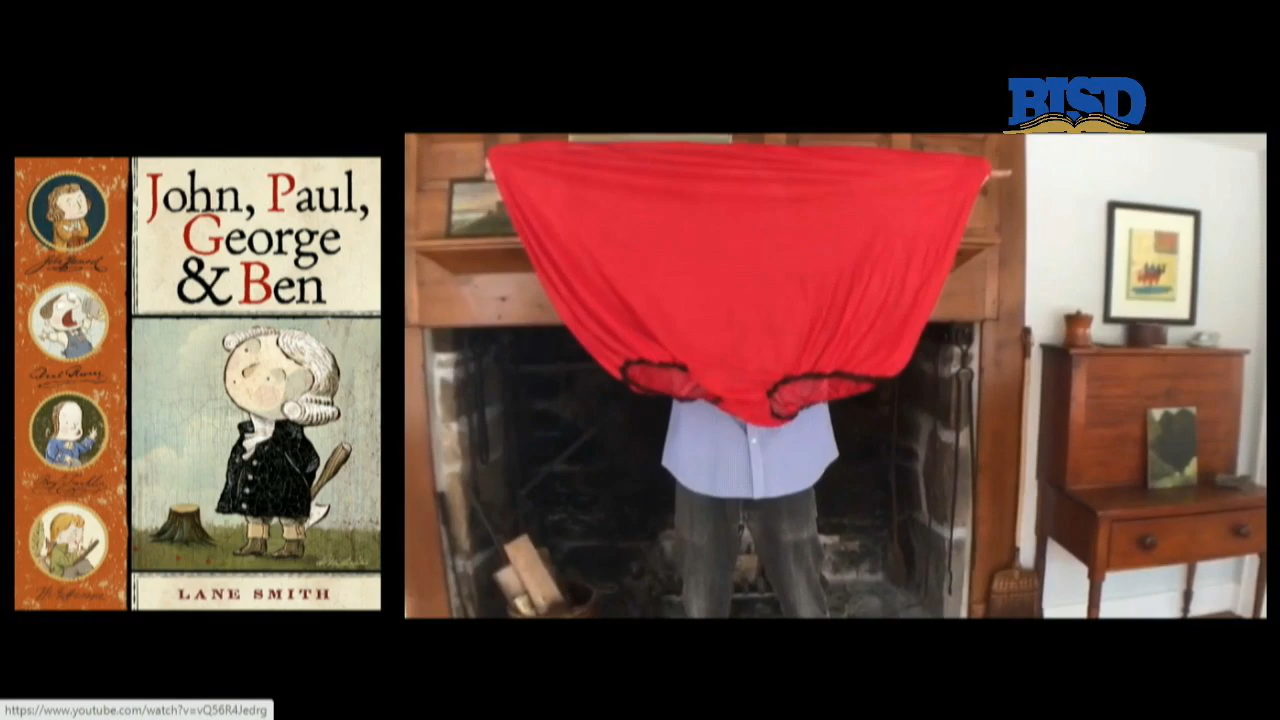 BISD
John, Paul,
George
& Ben
LANE SMITH
https://www.youtube.com/watch?v=vQ56R4Jedrg